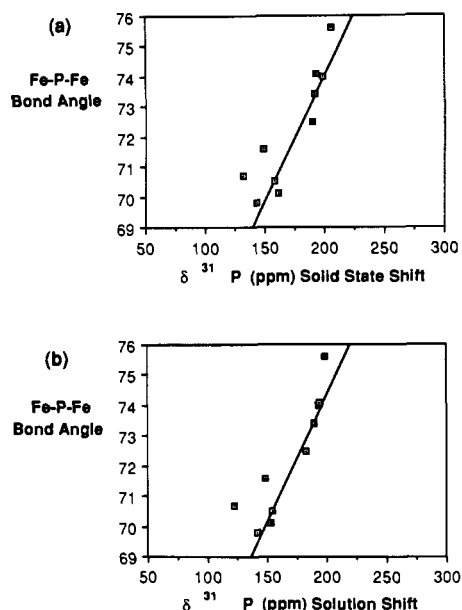 (a)
Fe-P-Fe
Bond Angle
76
75
74
73
72
71
70
69
50 100 150 200 250 300
δ 31 P (ppm) Solid State Shift
(b)
Fe-P-Fe
Bond Angle
76
75
74
73
72
71
70
69
50 100 150 200 250 300
δ 31 P (ppm) Solution Shift